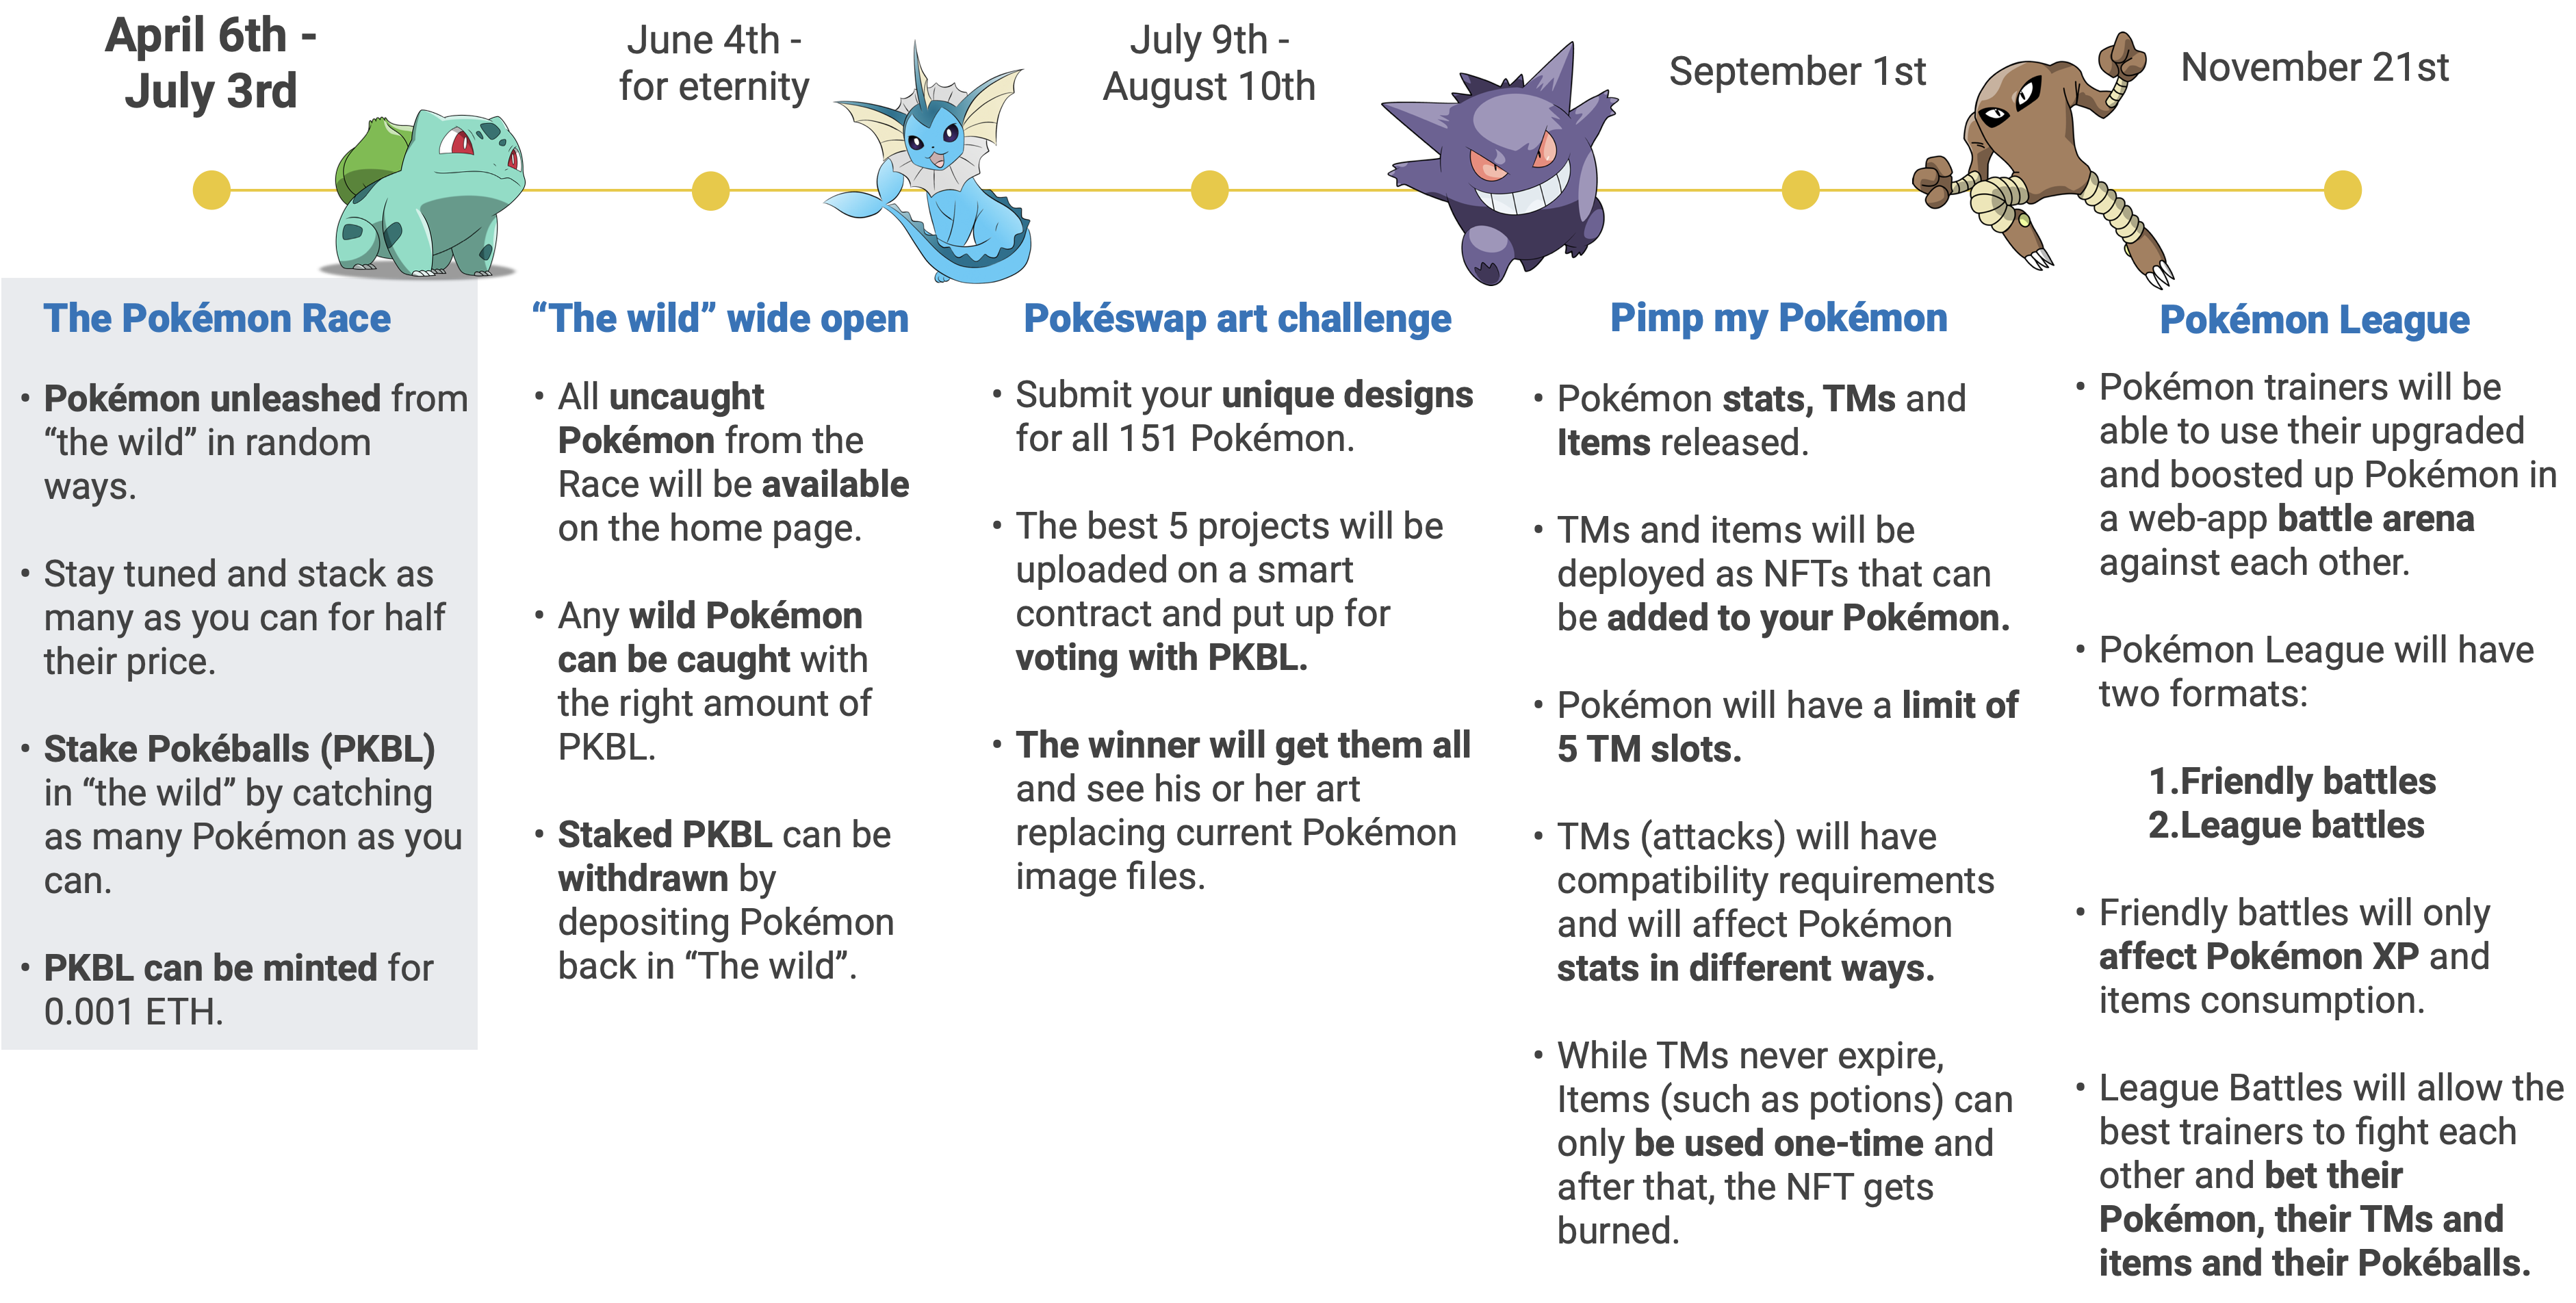 April 6th -
July 3rd
The Pokémon Race
• Pokémon unleashed from
“the wild” in random
ways.
• Stay tuned and stack as
many as you can for half
their price.
• Stake Pokéballs (PKBL)
in “the wild” by catching
as many Pokémon as you
can.
• PKBL can be minted for
0.001 ETH.
June 4th -
for eternity
“The wild” wide open
• All uncaught
Pokémon from the
Race will be available
on the home page.
• Any wild Pokémon
can be caught with
the right amount of
PKBL.
• Staked PKBL can be
withdrawn by
depositing Pokémon
back in “The wild”.
July 9th -
August 10th
Pokéswap art challenge
• Submit your unique designs
for all 151 Pokémon.
• The best 5 projects will be
uploaded on a smart
contract and put up for
voting with PKBL.
• The winner will get them all
and see his or her art
replacing current Pokémon
image files.
September 1st
Pimp my Pokémon
• Pokémon stats, TMs and
Items released.
• TMs and items will be
deployed as NFTs that can
be added to your Pokémon.
• Pokémon will have a limit of
5 TM slots.
• TMs (attacks) will have
compatibility requirements
and will affect Pokémon
stats in different ways.
• While TMs never expire,
Items (such as potions) can
only be used one-time and
after that, the NFT gets
burned.
November 21st
Pokémon League
• Pokémon trainers will be
able to use their upgraded
and boosted up Pokémon in
a web-app battle arena
against each other.
• Pokémon League will have
two formats:
1.Friendly battles
2.League battles
• Friendly battles will only
affect Pokémon XP and
items consumption.
• League Battles will allow the
best trainers to fight each
other and bet their
Pokémon, their TMs and
items and their Pokéballs.